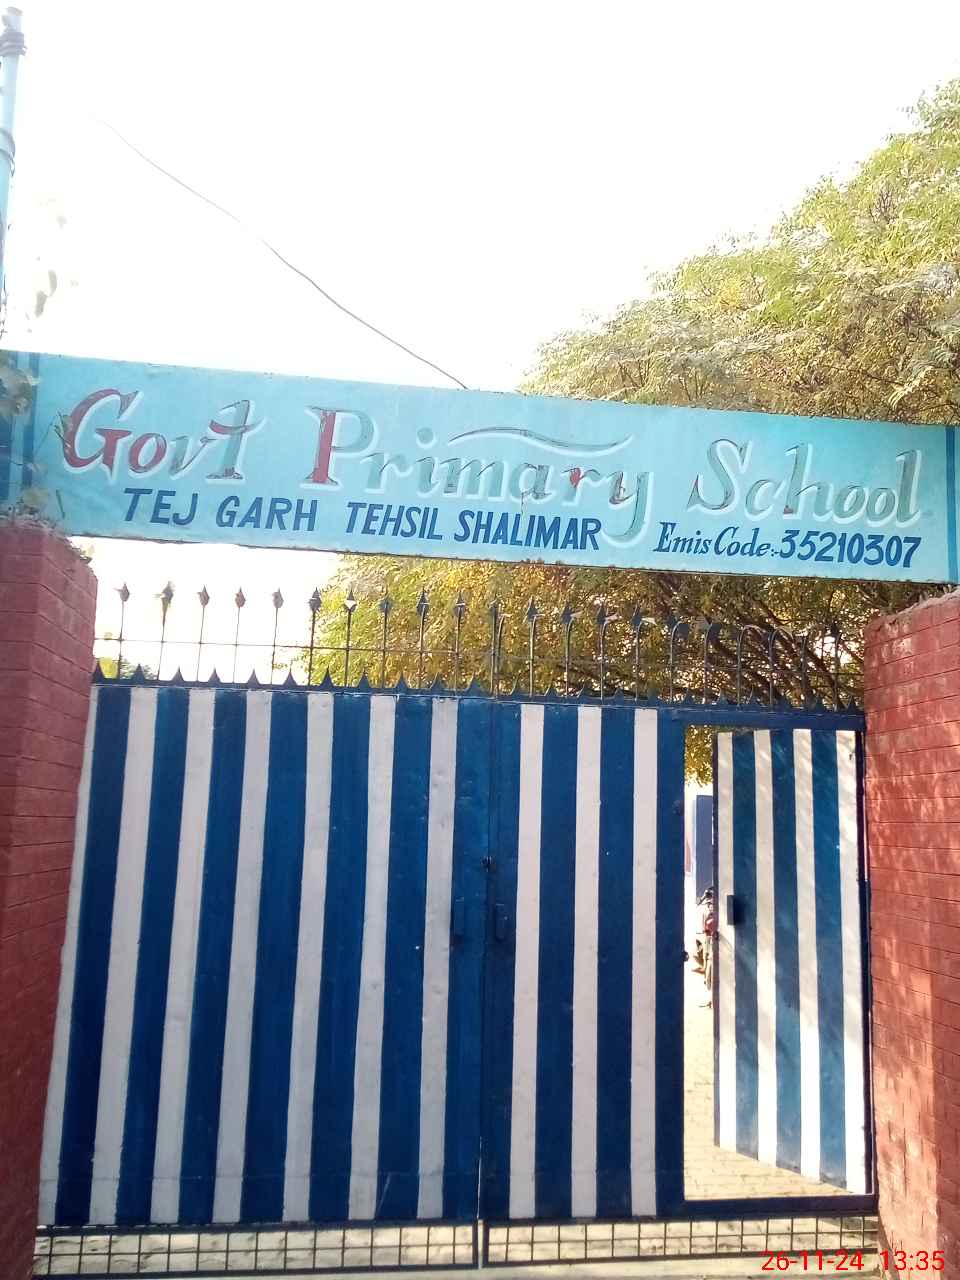 Govt Primary School
TEJ GARH TEHSIL SHALIMAR Emis Code:-35210307
26-11-24 13:35